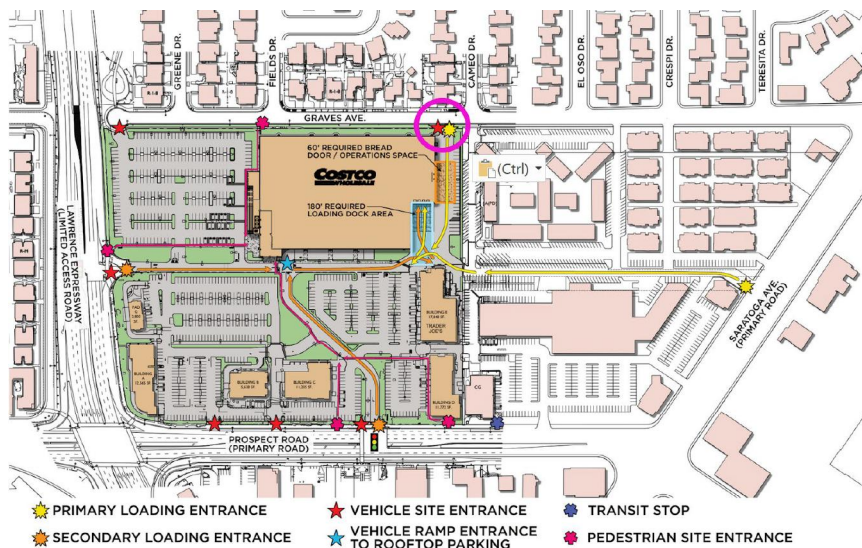 GREENE DR.
FIELDS DR.
CAMEO DR.
EL OSO DR.
CRESPI DR.
TERESITA DR.
GRAVES AVE.
60' REQUIRED BREAD
DOOR / OPERATIONS SPACE
COSTCO
WHOLESALE
(Ctrl)
180' REQUIRED
LOADING DOCK AREA
LAWRENCE EXPRESSWAY
(LIMITED ACCESS ROAD)
SARATOGA AVE.
(PRIMARY ROAD)
TRADER
JOE'S
BUILDING B
BUILDING C
PROSPECT ROAD
(PRIMARY ROAD)
PRIMARY LOADING ENTRANCE
VEHICLE SITE ENTRANCE
TRANSIT STOP
SECONDARY LOADING ENTRANCE
VEHICLE RAMP ENTRANCE
TO ROOFTOP PARKING
PEDESTRIAN SITE ENTRANCE